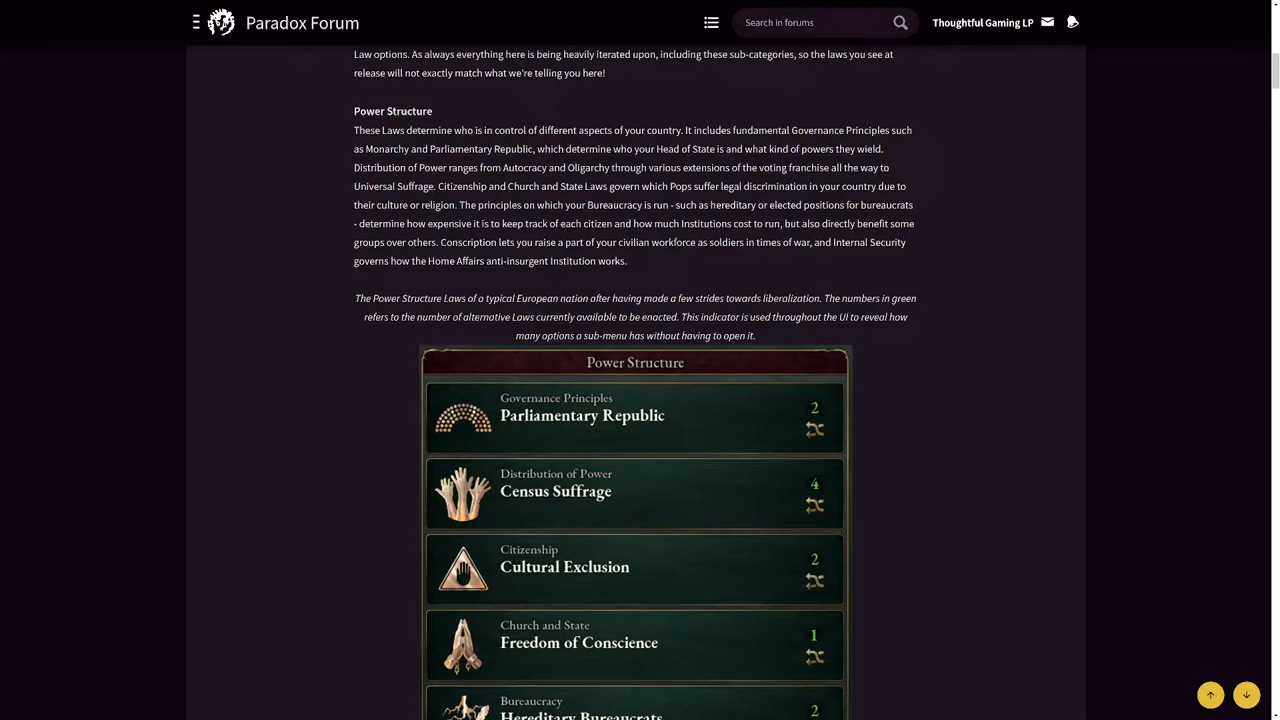 Paradox Forum
Search in forums
Thoughtful Gaming LP
Law options. As always everything here is being heavily iterated upon, including these sub-categories, so the laws you see at
release will not exactly match what we're telling you here!
Power Structure
These Laws determine who is in control of different aspects of your country. It includes fundamental Governance Principles such
as Monarchy and Parliamentary Republic, which determine who your Head of State is and what kind of powers they wield.
Distribution of Power ranges from Autocracy and Oligarchy through various extensions of the voting franchise all the way to
Universal Suffrage. Citizenship and Church and State Laws govern which Pops suffer legal discrimination in your country due to
their culture or religion. The principles on which your Bureaucracy is run - such as hereditary or elected positions for bureaucrats
- determine how expensive it is to keep track of each citizen and how much Institutions cost to run, but also directly benefit some
groups over others. Conscription lets you raise a part of your civilian workforce as soldiers in times of war, and Internal Security
governs how the Home Affairs anti-insurgent Institution works.
The Power Structure Laws of a typical European nation after having made a few strides towards liberalization. The numbers in green
refers to the number of alternative Laws currently available to be enacted. This indicator is used throughout the UI to reveal how
many options a sub-menu has without having to open it.
Power Structure
Governance Principles
Parliamentary Republic
2
Distribution of Power
Census Suffrage
4
Citizenship
Cultural Exclusion
2
Church and State
Freedom of Conscience
1
Bureaucracy
Hereditary Bureaucrats
2